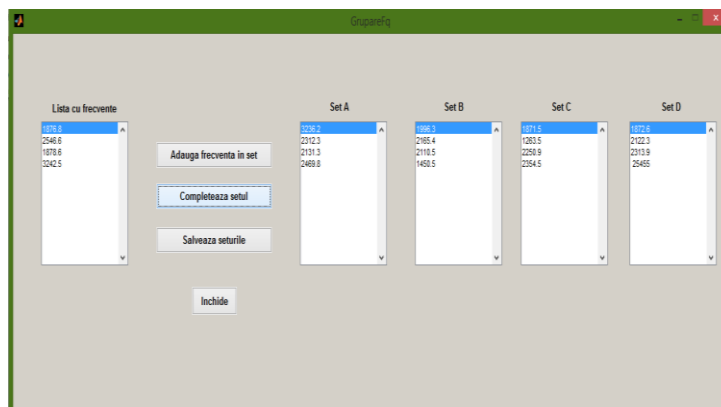 GrupareFq
Lista cu frecvente
1876.8
2546.6
1878.6
3242.5
Adauga frecventa in set
Completeaza setul
Salveaza seturile
Inchide
Set A
3236.2
2312.3
2131.3
2469.8
Set B
1996.3
2165.4
2110.5
1450.5
Set C
1871.5
1263.5
2250.9
2354.5
Set D
1872.6
2122.3
2313.9
25455